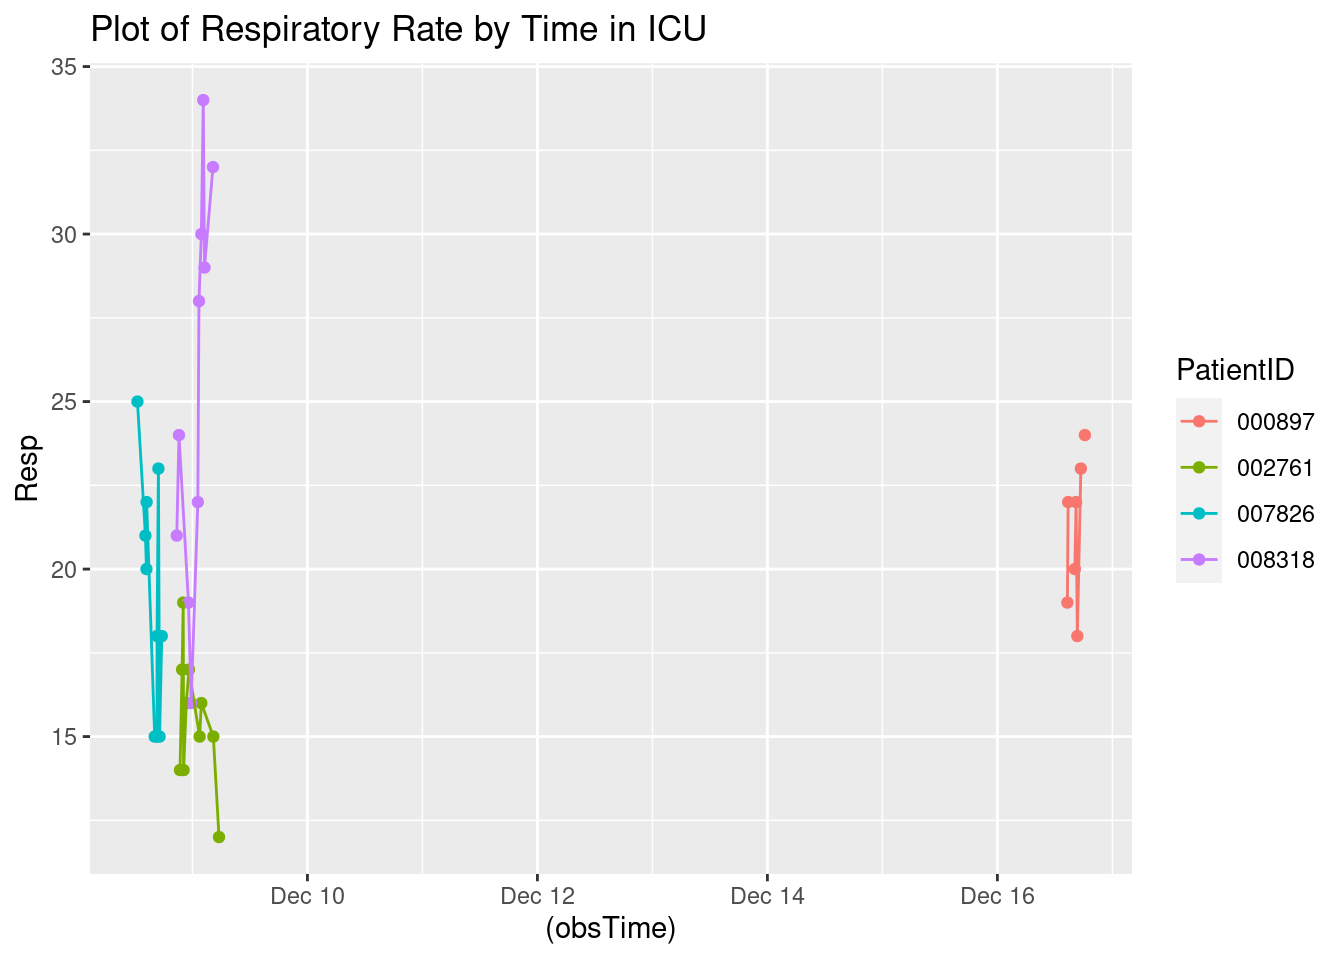 Plot of Respiratory Rate by Time in ICU
35
30
25
20
15
Resp
Dec 10
Dec 12
Dec 14
Dec 16
(obsTime)
PatientID
000897
002761
007826
008318